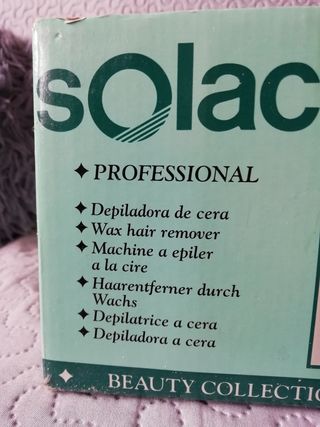 solac
✦ PROFESSIONAL
✦ Depiladora de cera
✦ Wax hair remover
✦ Machine a epiler
a la cire
✦ Haarentferner durch
Wachs
✦ Depilatrice a cera
✦ Depiladora a cera
✦ BEAUTY COLLECTIO